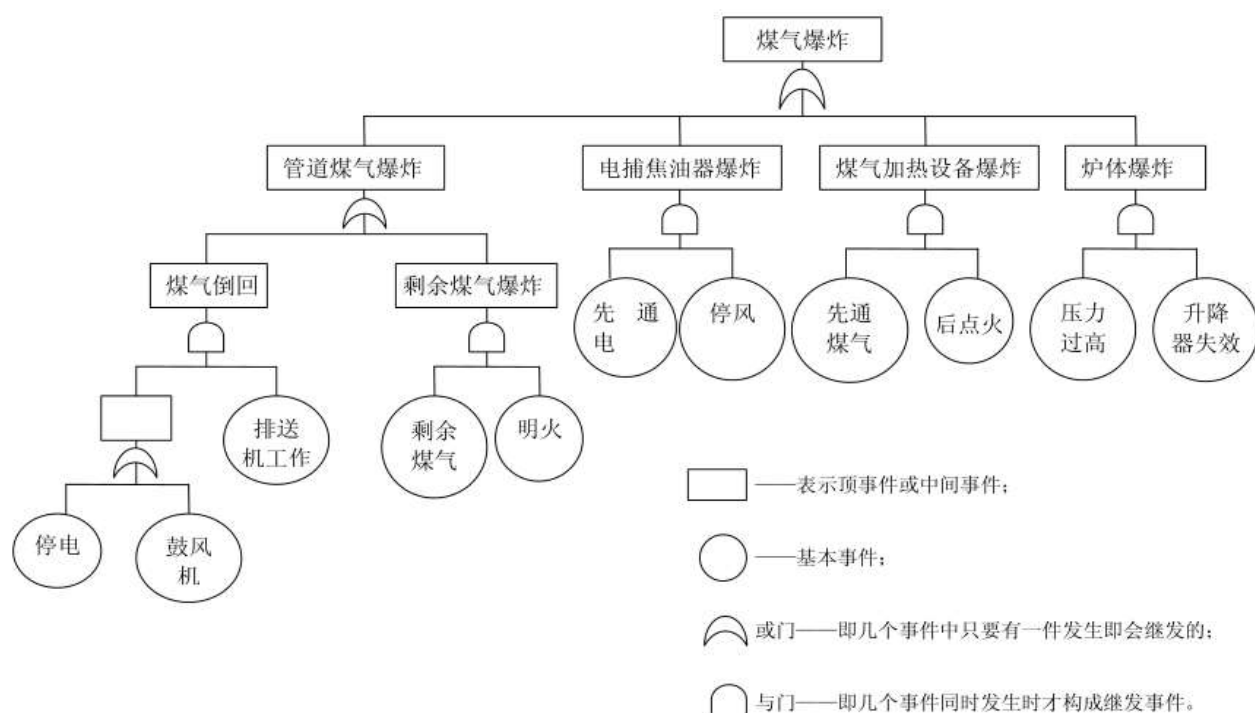 煤气爆炸
管道煤气爆炸
电捕焦油器爆炸
煤气加热设备爆炸
炉体爆炸
煤气倒回
剩余煤气爆炸
先 通
电
停风
先通
煤气
后点火
压力
过高
升降
器失效
排送
机工作
剩余
煤气
明火
停电
鼓风
机
——表示顶事件或中间事件;
——基本事件;
或门——即几个事件中只要有一件发生即会继发的;
与门——即几个事件同时发生时才构成继发事件。